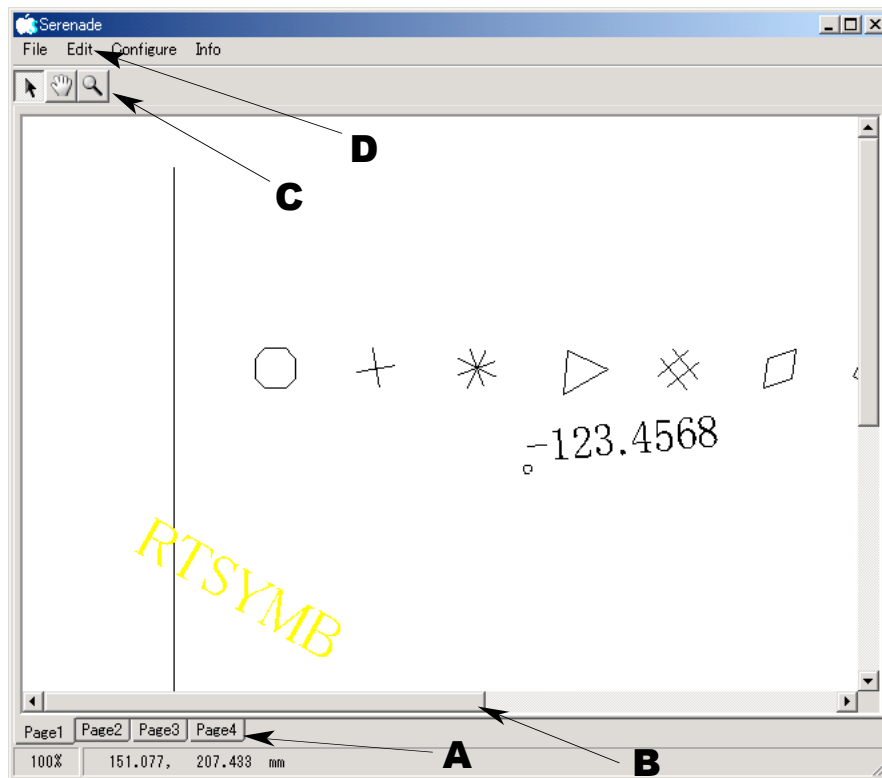 Serenade
File Edit Configure Info
D
C
-123.4568
RTSYMB
Page1 Page2 Page3 Page4
A
B
100% 151.077, 207.433 mm